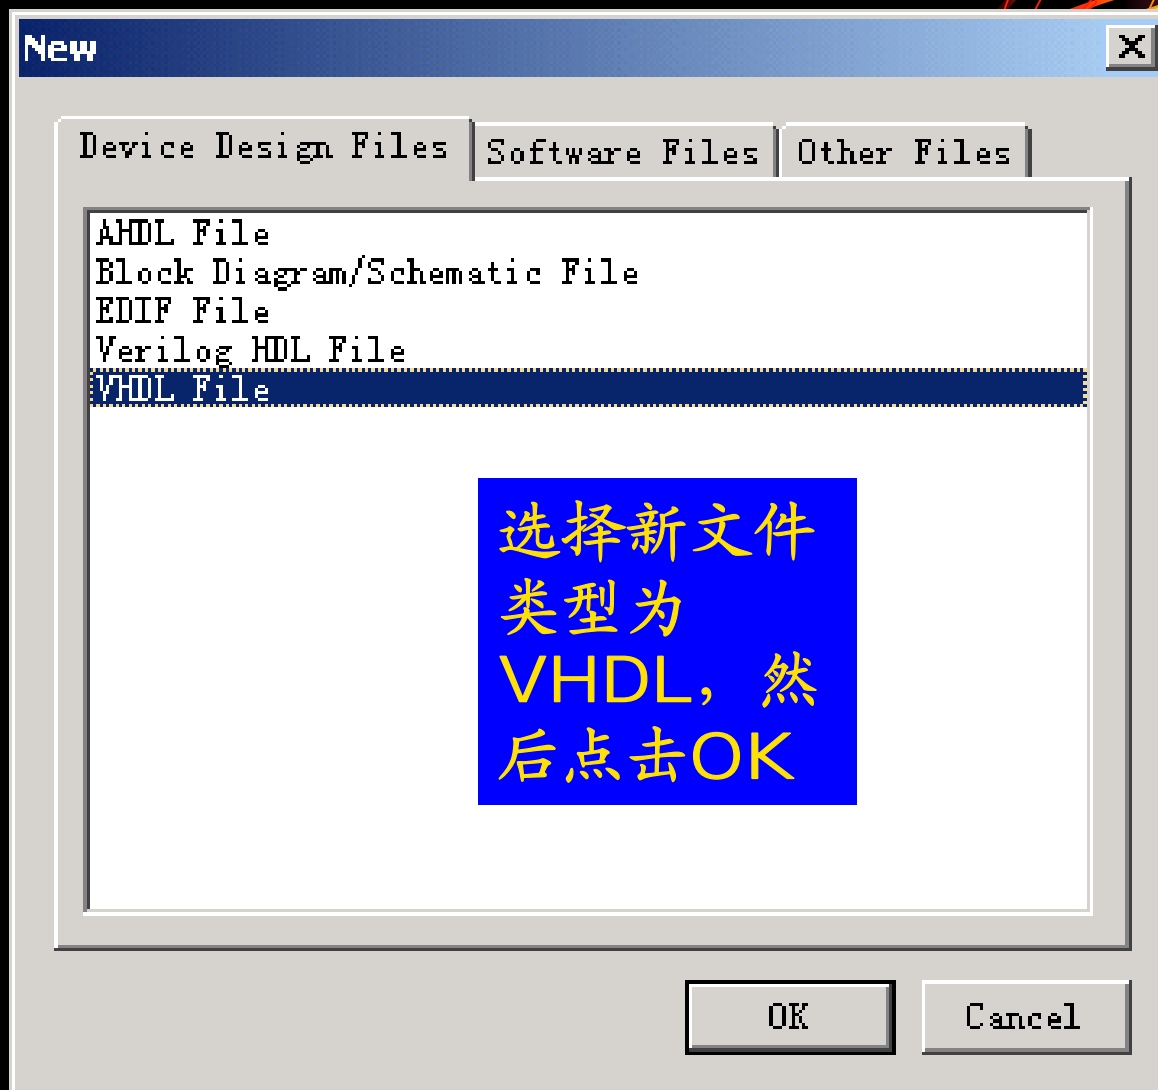 New
Device Design Files
Software Files
Other Files
AHDL File
Block Diagram/Schematic File
EDIF File
Verilog HDL File
VHDL File
选择新文件
类型为
VHDL，然
后点击OK
OK
Cancel